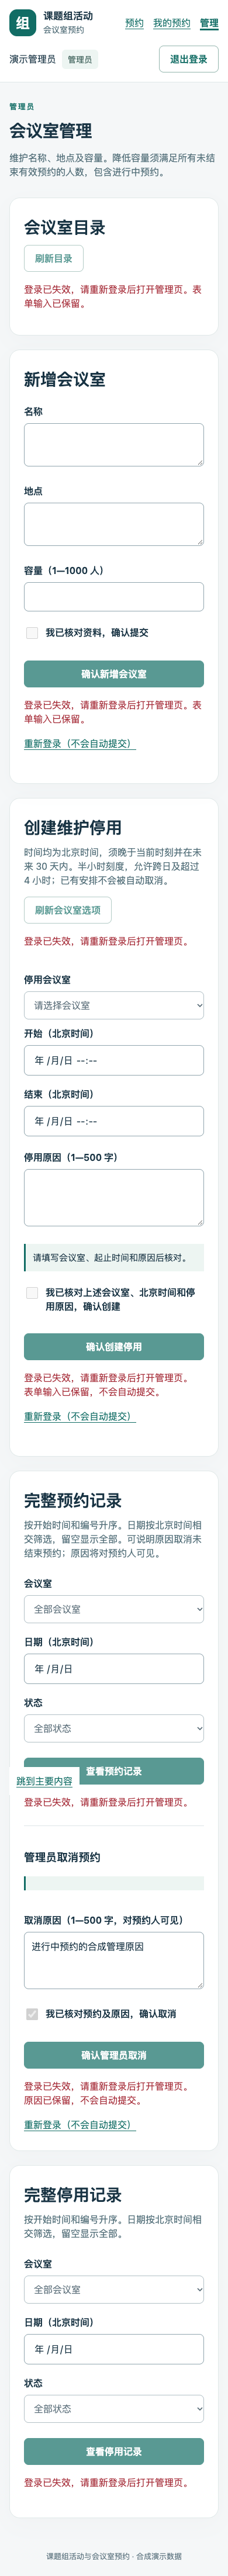 组
课题组活动
会议室预约
预约
我的预约
管理
演示管理员
管理员
退出登录
管理员
会议室管理
维护名称、地点及容量。降低容量须满足所有未结
束有效预约的人数，包含进行中预约。
会议室目录
刷新目录
登录已失效，请重新登录后打开管理页。表
单输入已保留。
新增会议室
名称
地点
容量（1—1000 人）
我已核对资料，确认提交
确认新增会议室
登录已失效，请重新登录后打开管理页。表
单输入已保留。
重新登录（不会自动提交）
创建维护停用
时间均为北京时间，须晚于当前时刻并在未
来 30 天内。半小时刻度，允许跨日及超过
4 小时；已有安排不会被自动取消。
刷新会议室选项
登录已失效，请重新登录后打开管理页。
停用会议室
请选择会议室
开始（北京时间）
年 /月/日 --:--
结束（北京时间）
年 /月/日 --:--
停用原因（1—500 字）
请填写会议室、起止时间和原因后核对。
我已核对上述会议室、北京时间和停
用原因，确认创建
确认创建停用
登录已失效，请重新登录后打开管理页。
表单输入已保留，不会自动提交。
重新登录（不会自动提交）
完整预约记录
按开始时间和编号升序。日期按北京时间相
交筛选，留空显示全部。可说明原因取消未
结束预约；原因将对预约人可见。
会议室
全部会议室
日期（北京时间）
年 /月/日
状态
全部状态
查看预约记录
跳到主要内容
登录已失效，请重新登录后打开管理页。
管理员取消预约
取消原因（1—500 字，对预约人可见）
进行中预约的合成管理原因
我已核对预约及原因，确认取消
确认管理员取消
登录已失效，请重新登录后打开管理页。
原因已保留，不会自动提交。
重新登录（不会自动提交）
完整停用记录
按开始时间和编号升序。日期按北京时间相
交筛选，留空显示全部。
会议室
全部会议室
日期（北京时间）
年 /月/日
状态
全部状态
查看停用记录
登录已失效，请重新登录后打开管理页。
课题组活动与会议室预约 · 合成演示数据